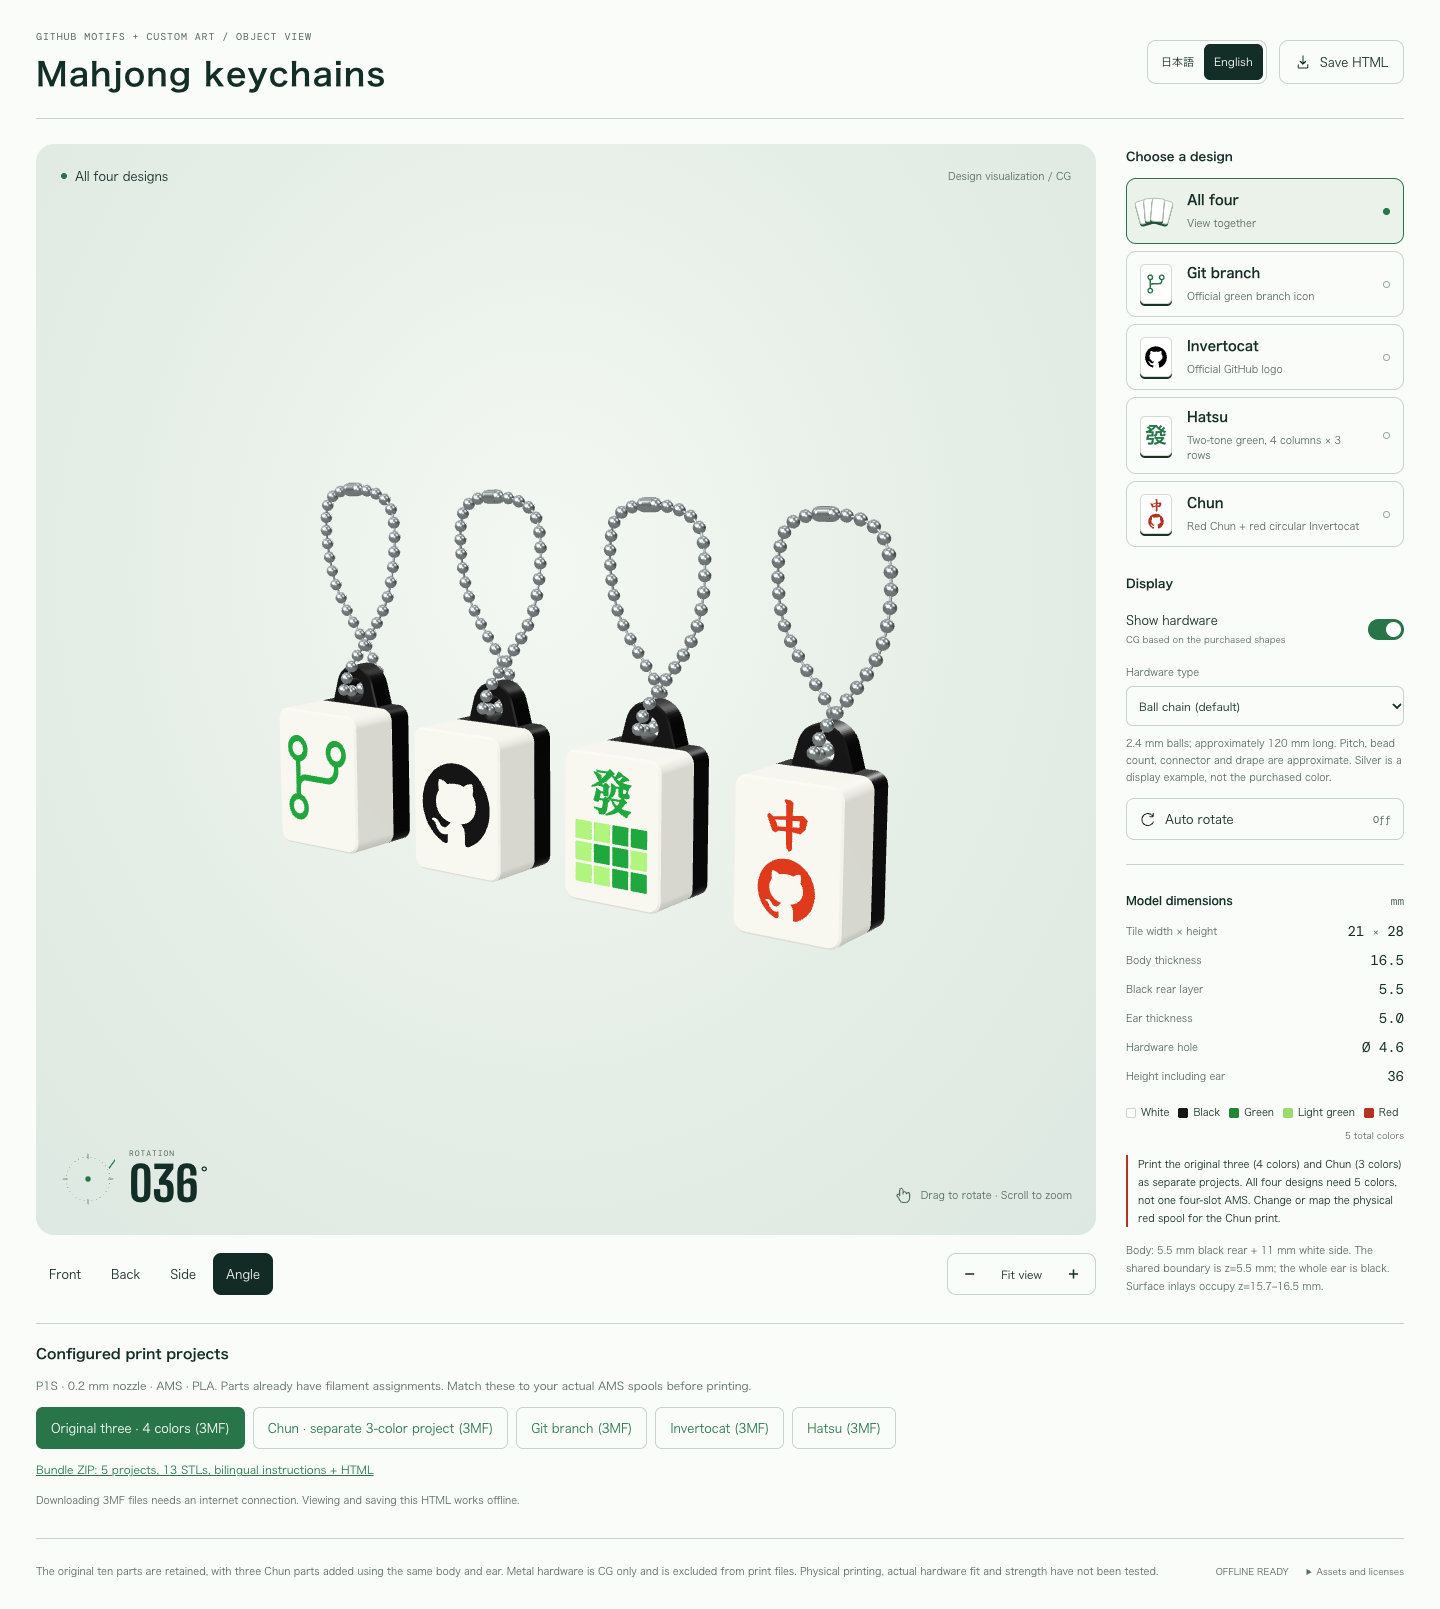 GITHUB MOTIFS + CUSTOM ART / OBJECT VIEW
Mahjong keychains
日本語
English
Save HTML
All four designs
Design visualization / CG
發
中
ROTATION
036°
Drag to rotate · Scroll to zoom
Front
Back
Side
Angle
−
Fit view
+
Choose a design
All four
View together
Git branch
Official green branch icon
Invertocat
Official GitHub logo
發
Hatsu
Two-tone green, 4 columns × 3
rows
中
Chun
Red Chun + red circular Invertocat
Display
Show hardware
CG based on the purchased shapes
Hardware type
Ball chain (default)
2.4 mm balls; approximately 120 mm long. Pitch, bead
count, connector and drape are approximate. Silver is a
display example, not the purchased color.
Auto rotate
Off
Model dimensions
mm
Tile width × height
21 × 28
Body thickness
16.5
Black rear layer
5.5
Ear thickness
5.0
Hardware hole
Ø 4.6
Height including ear
36
White
Black
Green
Light green
Red
5 total colors
Print the original three (4 colors) and Chun (3 colors)
as separate projects. All four designs need 5 colors,
not one four-slot AMS. Change or map the physical
red spool for the Chun print.
Body: 5.5 mm black rear + 11 mm white side. The
shared boundary is z=5.5 mm; the whole ear is black.
Surface inlays occupy z=15.7–16.5 mm.
Configured print projects
P1S · 0.2 mm nozzle · AMS · PLA. Parts already have filament assignments. Match these to your actual AMS spools before printing.
Original three · 4 colors (3MF)
Chun · separate 3-color project (3MF)
Git branch (3MF)
Invertocat (3MF)
Hatsu (3MF)
Bundle ZIP: 5 projects, 13 STLs, bilingual instructions + HTML
Downloading 3MF files needs an internet connection. Viewing and saving this HTML works offline.
The original ten parts are retained, with three Chun parts added using the same body and ear. Metal hardware is CG only and is excluded from print files. Physical printing, actual hardware fit and strength have not been tested.
OFFLINE READY
Assets and licenses